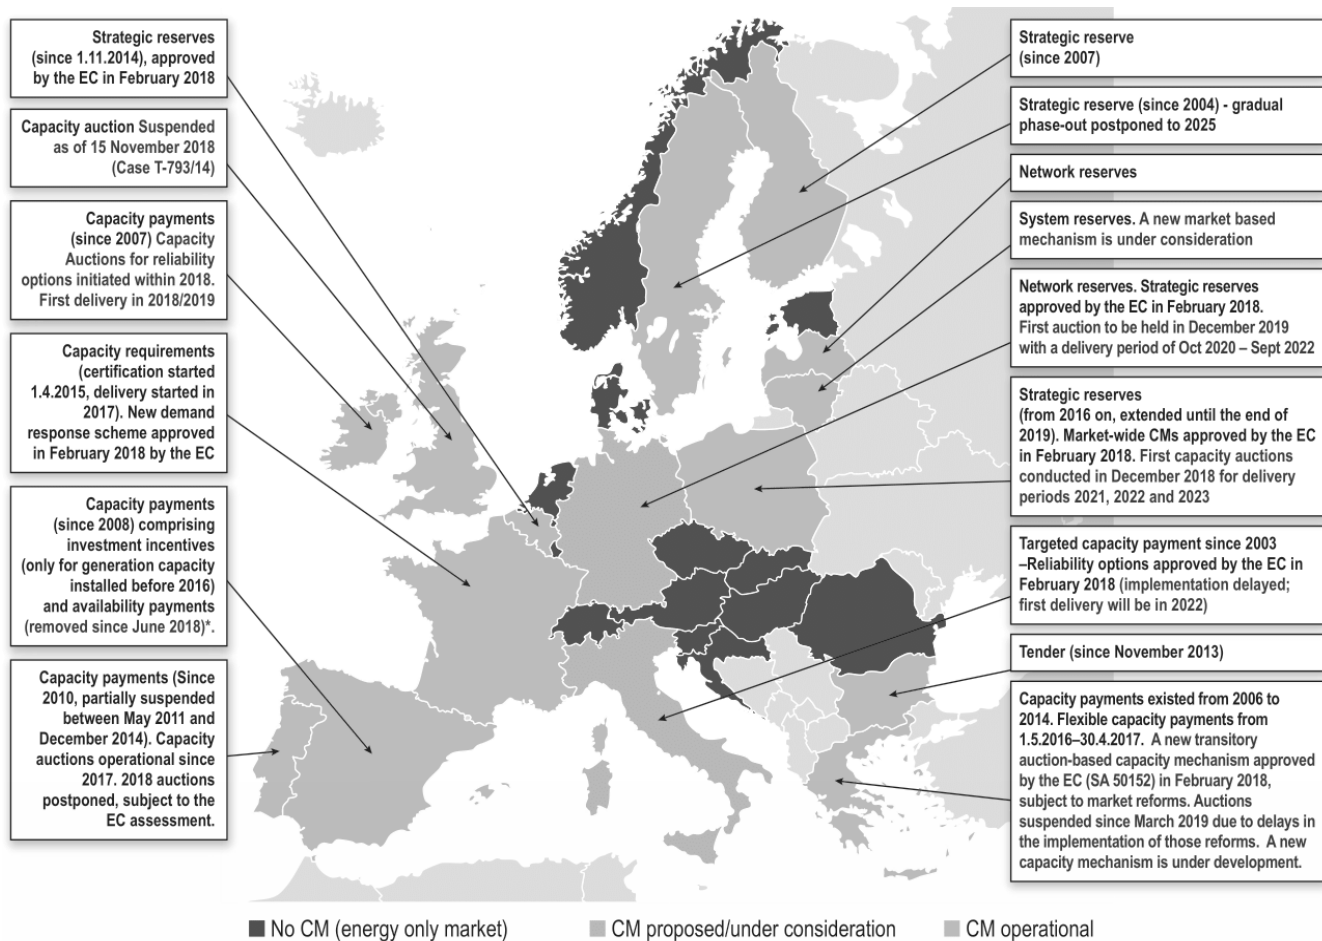 Strategic reserves
(since 1.11.2014), approved
by the EC in February 2018
Capacity auction Suspended
as of 15 November 2018
(Case T-793/14)
Capacity payments
(since 2007) Capacity
Auctions for reliability
options initiated within 2018.
First delivery in 2018/2019
Capacity requirements
(certification started
1.4.2015, delivery started in
2017). New demand
response scheme approved
in February 2018 by the EC
Capacity payments
(since 2008) comprising
investment incentives
(only for generation capacity
installed before 2016)
and availability payments
(removed since June 2018)*.
Capacity payments (Since
2010, partially suspended
between May 2011 and
December 2014). Capacity
auctions operational since
2017. 2018 auctions
postponed, subject to the
EC assessment.
Strategic reserve
(since 2007)
Strategic reserve (since 2004) - gradual
phase-out postponed to 2025
Network reserves
System reserves. A new market based
mechanism is under consideration
Network reserves. Strategic reserves
approved by the EC in February 2018.
First auction to be held in December 2019
with a delivery period of Oct 2020 – Sept 2022
Strategic reserves
(from 2016 on, extended until the end of
2019). Market-wide CMs approved by the EC
in February 2018. First capacity auctions
conducted in December 2018 for delivery
periods 2021, 2022 and 2023
Targeted capacity payment since 2003
–Reliability options approved by the EC in
February 2018 (implementation delayed;
first delivery will be in 2022)
Tender (since November 2013)
Capacity payments existed from 2006 to
2014. Flexible capacity payments from
1.5.2016–30.4.2017. A new transitory
auction-based capacity mechanism approved
by the EC (SA 50152) in February 2018,
subject to market reforms. Auctions
suspended since March 2019 due to delays in
the implementation of those reforms. A new
capacity mechanism is under development.
No CM (energy only market)
CM proposed/under consideration
CM operational